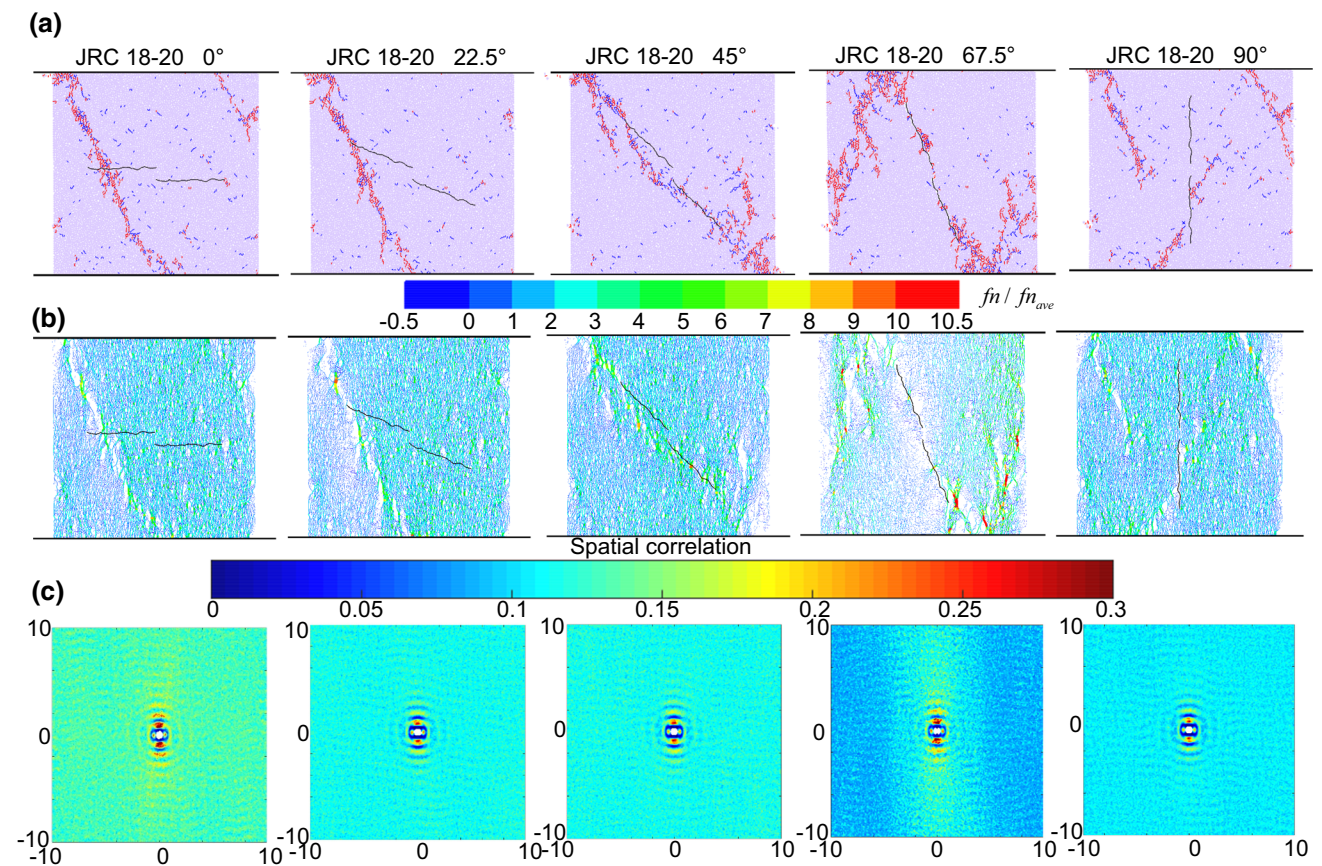 (a)
JRC 18-20 0° JRC 18-20 22.5° JRC 18-20 45° JRC 18-20 67.5° JRC 18-20 90°
fn / fn_ave
(b) -0.5 0 1 2 3 4 5 6 7 8 9 10 10.5
Spatial correlation
(c)
0 0.05 0.1 0.15 0.2 0.25 0.3
10 10 10 10 10
0 0 0 0 0
-10 -10 -10 -10 -10
-10 0 10 -10 0 10 -10 0 10 -10 0 10 -10 0 10